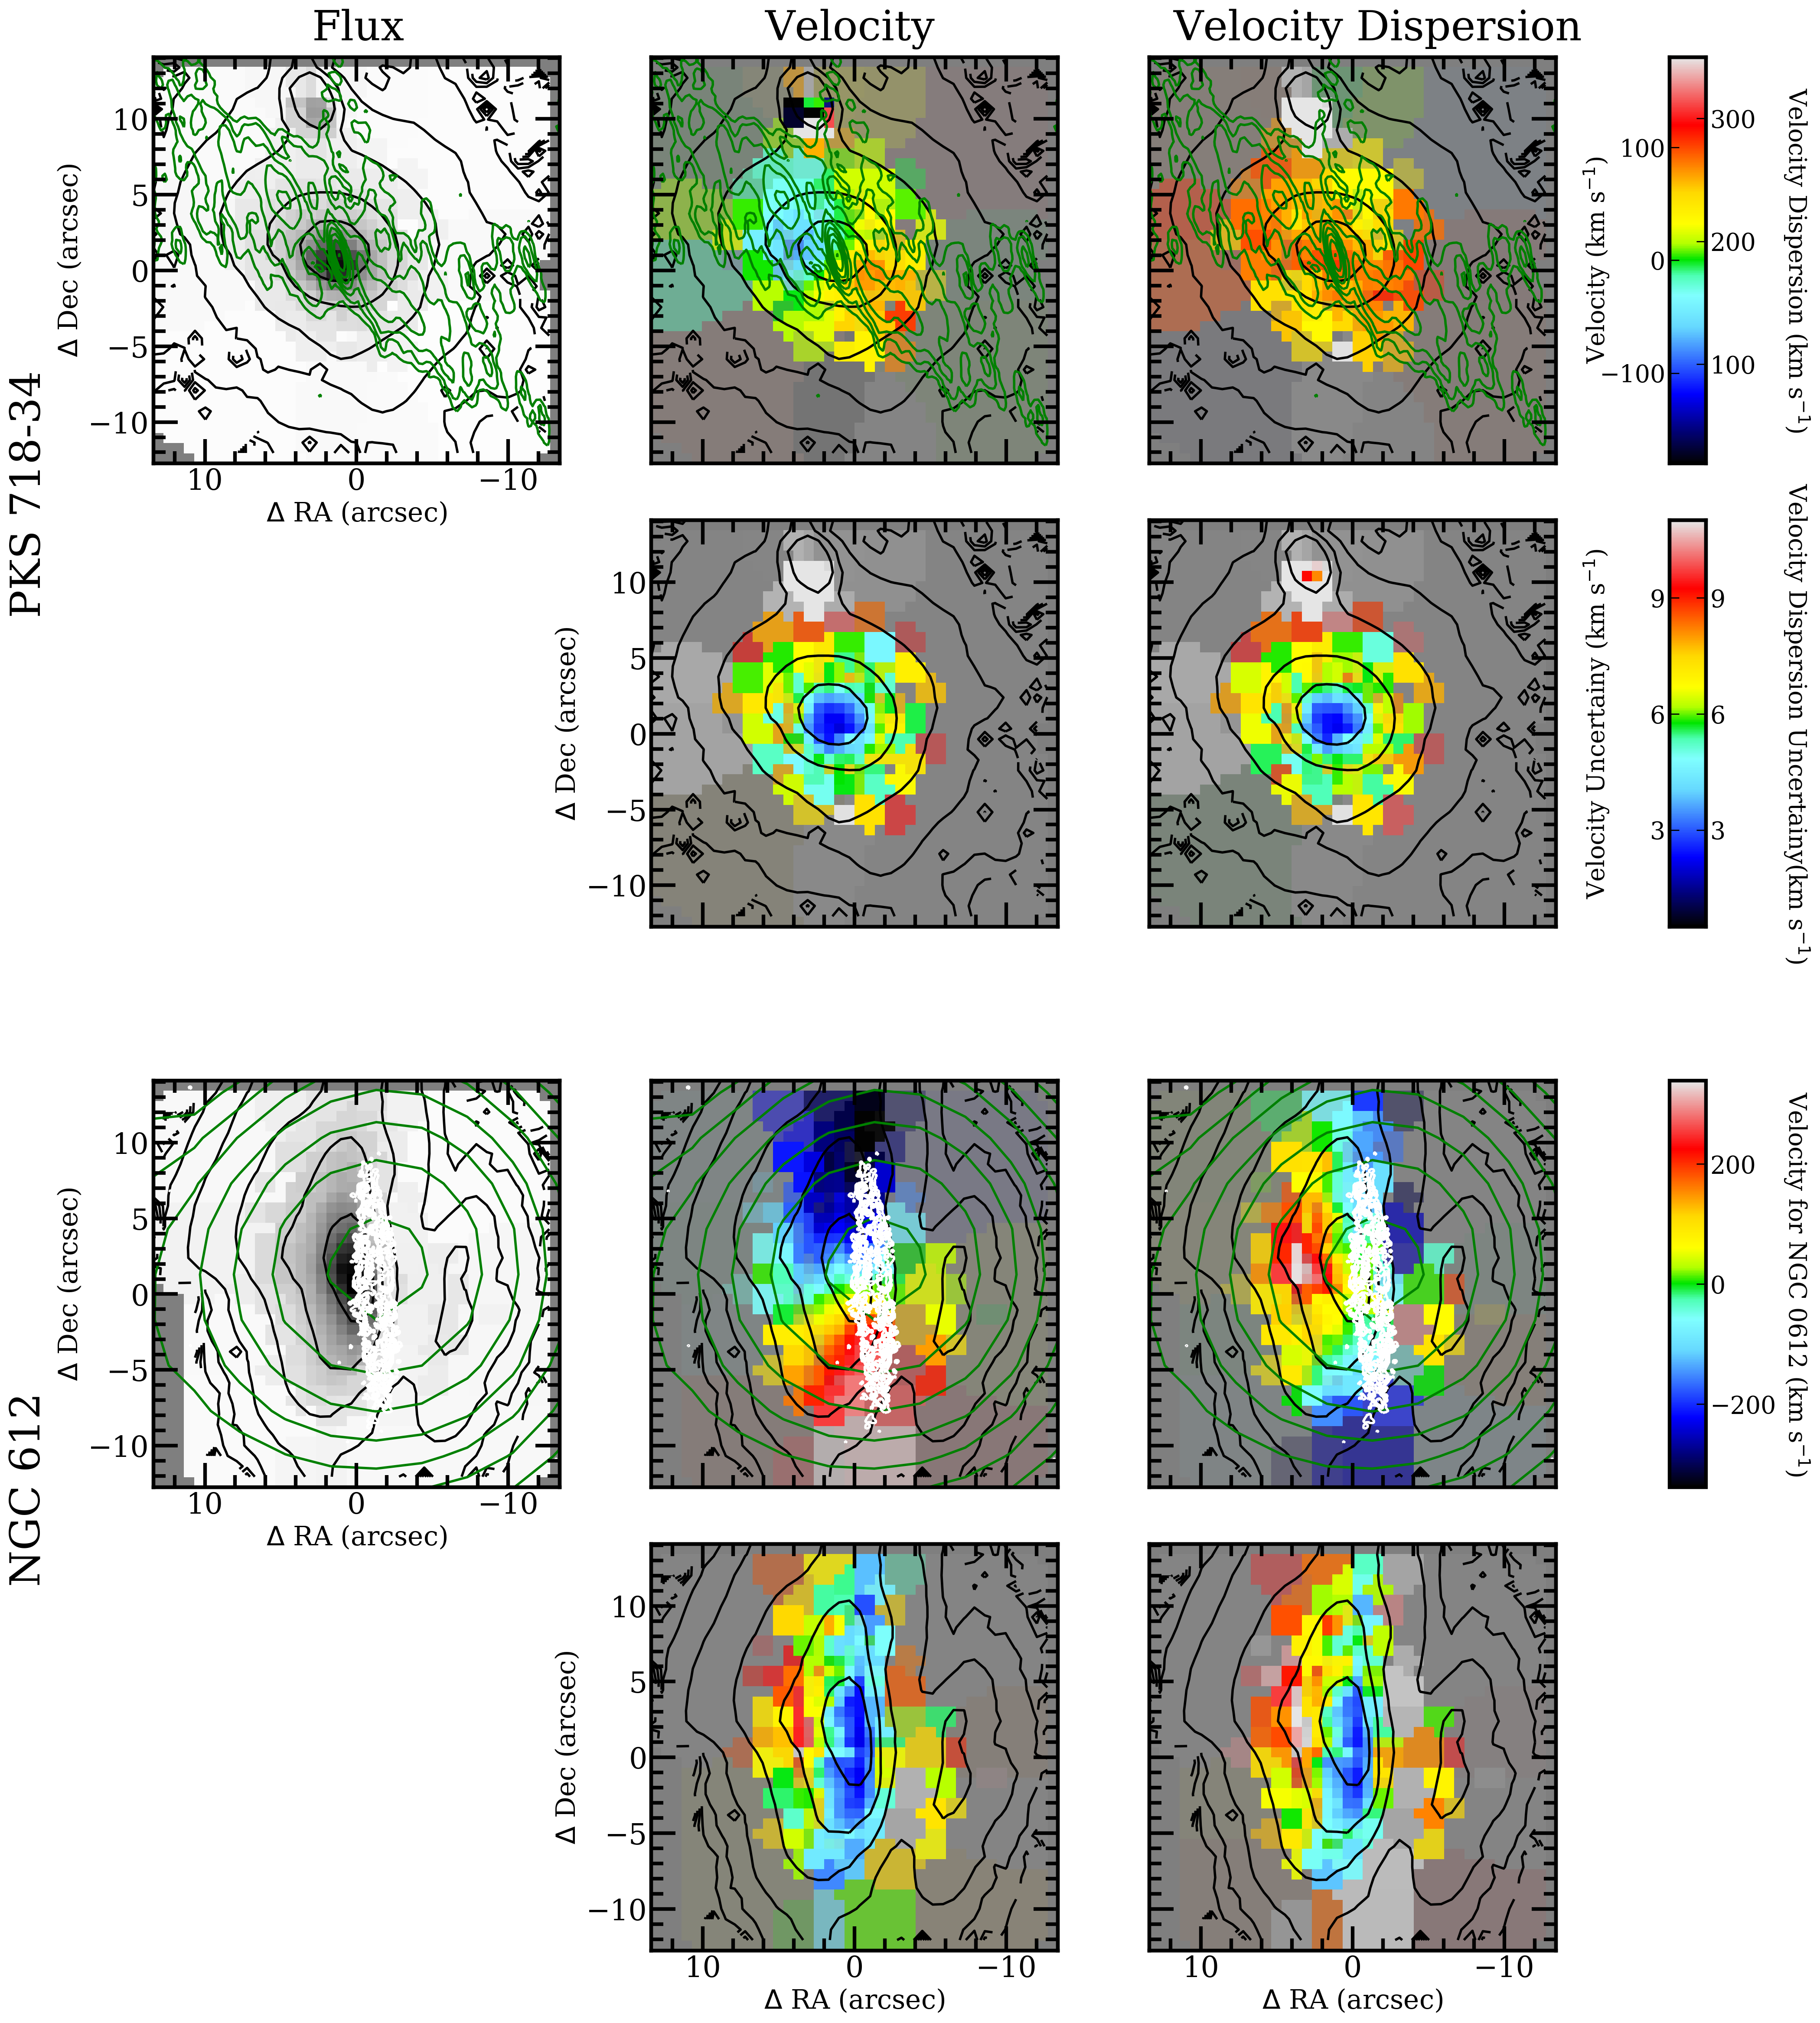 Flux Velocity Velocity Dispersion
PKS 718-34
Δ Dec (arcsec)
10
5
0
−5
−10
10 0 −10
Δ RA (arcsec)
Velocity (km s⁻¹)
100
0
−100
300
200
100
Velocity Dispersion (km s⁻¹)
Δ Dec (arcsec)
10
5
0
−5
−10
Velocity Uncertainy (km s⁻¹)
9 9
6 6
3 3
Velocity Dispersion Uncertainy(km s⁻¹)
NGC 612
Δ Dec (arcsec)
10
5
0
−5
−10
10 0 −10
Δ RA (arcsec)
200
0
−200
Velocity for NGC 0612 (km s⁻¹)
Δ Dec (arcsec)
10
5
0
−5
−10
10 0 −10 10 0 −10
Δ RA (arcsec) Δ RA (arcsec)